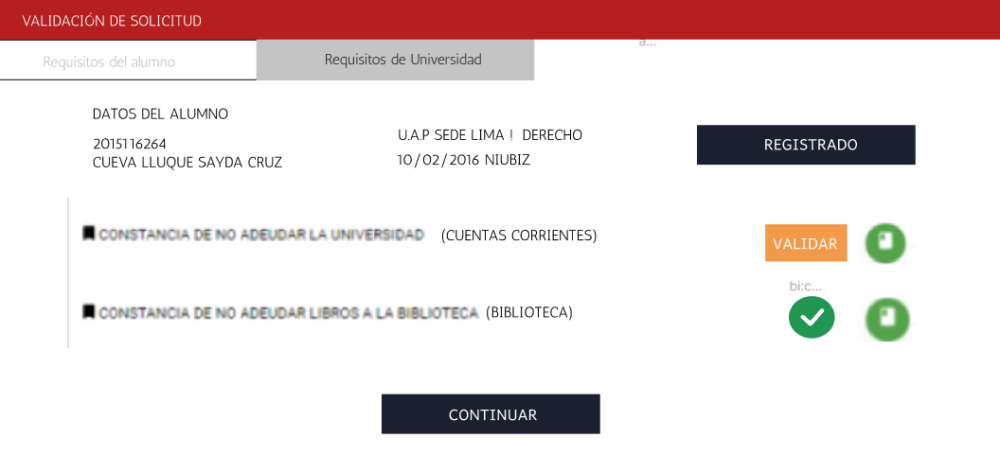 VALIDACIÓN DE SOLICITUD
a...
Requisitos del alumno
Requisitos de Universidad
DATOS DEL ALUMNO
2015116264
CUEVA LLUQUE SAYDA CRUZ
U.A.P SEDE LIMA ! DERECHO
10/02/2016 NIUBIZ
REGISTRADO
CONSTANCIA DE NO ADEUDAR LA UNIVERSIDAD (CUENTAS CORRIENTES)
VALIDAR
bi:c...
CONSTANCIA DE NO ADEUDAR LIBROS A LA BIBLIOTECA (BIBLIOTECA)
CONTINUAR